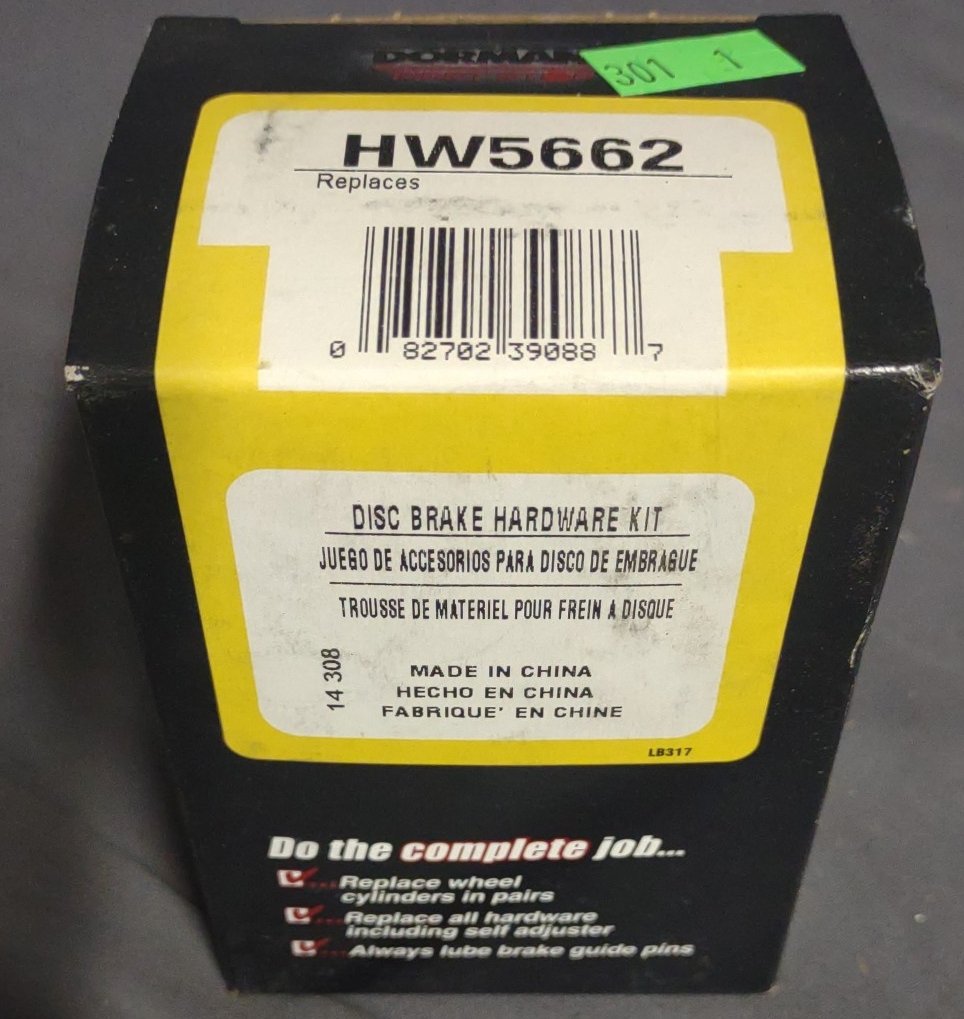 DORMAN
301 1
HW5662
Replaces
0 82702 39088 7
DISC BRAKE HARDWARE KIT
JUEGO DE ACCESORIOS PARA DISCO DE EMBRAGUE
TROUSSE DE MATERIEL POUR FREIN A DISQUE
14 308
MADE IN CHINA
HECHO EN CHINA
FABRIQUE' EN CHINE
LB317
Do the complete job...
...Replace wheel
cylinders in pairs
...Replace all hardware
including self adjuster
...Always lube brake guide pins